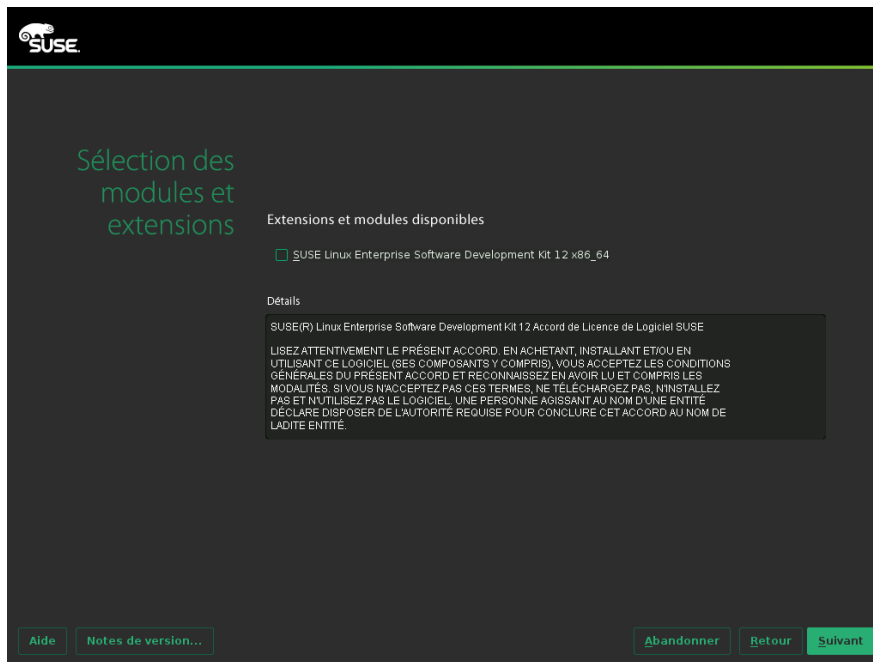 SUSE.
Sélection des
modules et
extensions
Extensions et modules disponibles
SUSE Linux Enterprise Software Development Kit 12 x86_64
Détails
SUSE(R) Linux Enterprise Software Development Kit 12 Accord de Licence de Logiciel SUSE
LISEZ ATTENTIVEMENT LE PRÉSENT ACCORD. EN ACHETANT, INSTALLANT ET/OU EN
UTILISANT CE LOGICIEL (SES COMPOSANTS Y COMPRIS), VOUS ACCEPTEZ LES CONDITIONS
GÉNÉRALES DU PRÉSENT ACCORD ET RECONNAISSEZ EN AVOIR LU ET COMPRIS LES
MODALITÉS. SI VOUS N'ACCEPTEZ PAS CES TERMES, NE TÉLÉCHARGEZ PAS, N'INSTALLEZ
PAS ET N'UTILISEZ PAS LE LOGICIEL. UNE PERSONNE AGISSANT AU NOM D'UNE ENTITÉ
DÉCLARE DISPOSER DE L'AUTORITÉ REQUISE POUR CONCLURE CET ACCORD AU NOM DE
LADITE ENTITÉ.
Aide
Notes de version...
Abandonner
Retour
Suivant